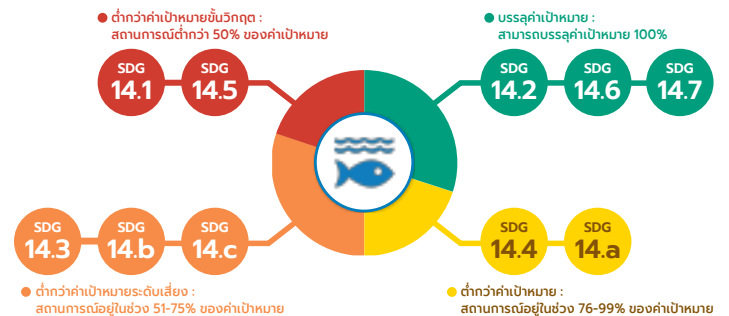 ● ต่ำกว่าค่าเป้าหมายขั้นวิกฤต :
สถานการณ์ต่ำกว่า 50% ของค่าเป้าหมาย
SDG 14.1
SDG 14.5
● บรรลุค่าเป้าหมาย :
สามารถบรรลุค่าเป้าหมาย 100%
SDG 14.2
SDG 14.6
SDG 14.7
SDG 14.3
SDG 14.b
SDG 14.c
● ต่ำกว่าค่าเป้าหมายระดับเสี่ยง :
สถานการณ์อยู่ในช่วง 51-75% ของค่าเป้าหมาย
SDG 14.4
SDG 14.a
● ต่ำกว่าค่าเป้าหมาย :
สถานการณ์อยู่ในช่วง 76-99% ของค่าเป้าหมาย